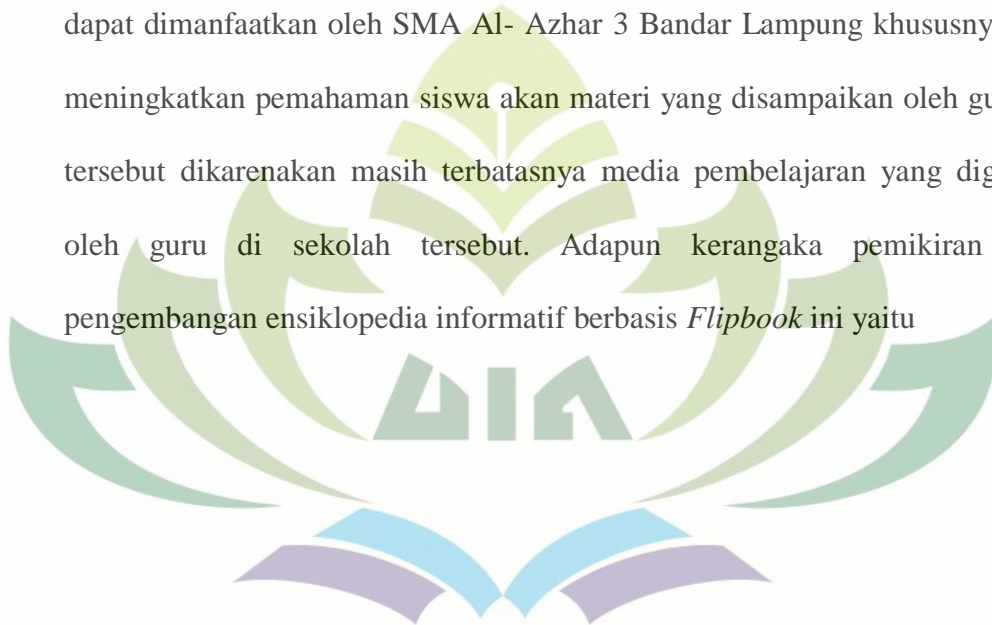 dapat dimanfaatkan oleh SMA Al- Azhar 3 Bandar Lampung khususny
meningkatkan pemahaman siswa akan materi yang disampaikan oleh gu
tersebut dikarenakan masih terbatasnya media pembelajaran yang dig
oleh guru di sekolah tersebut. Adapun kerangaka pemikiran
pengembangan ensiklopedia informatif berbasis Flipbook ini yaitu
UIN